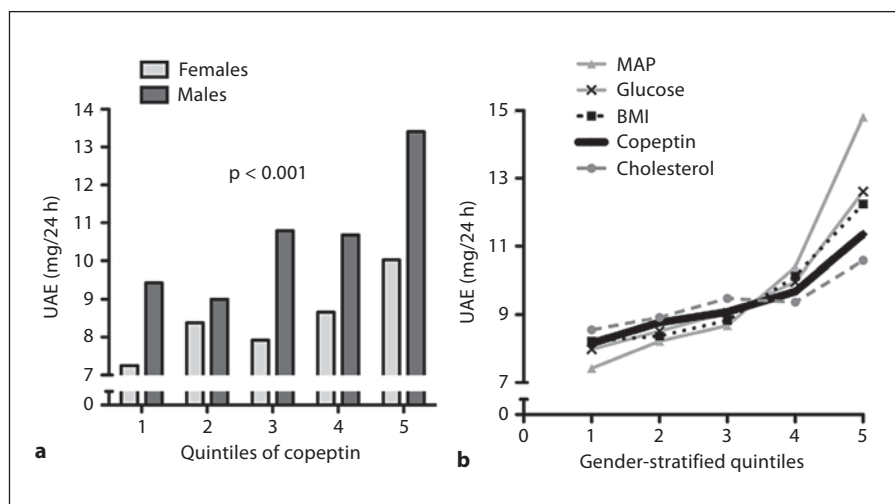 Females
Males
14
13
12
11
10
9
8
7
0
UAE (mg/24 h)
p < 0.001
1 2 3 4 5
Quintiles of copeptin
a
MAP
Glucose
BMI
Copeptin
Cholesterol
15
13
11
9
7
0
UAE (mg/24 h)
0 1 2 3 4 5
Gender-stratified quintiles
b